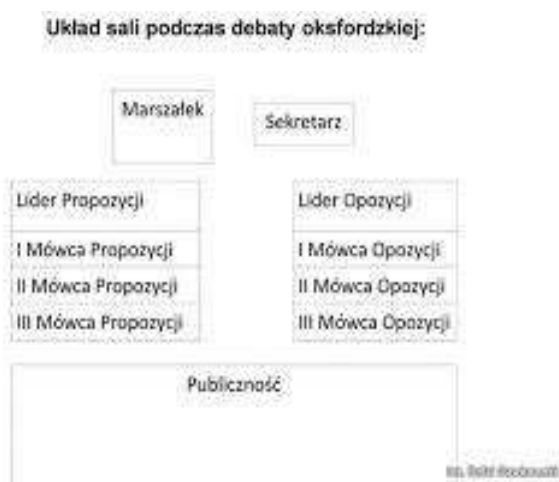 Układ sali podczas debaty oksfordzkiej:
Marszałek
Sekretarz
Lider Propozycji
I Mówca Propozycji
II Mówca Propozycji
III Mówca Propozycji
Lider Opozycji
I Mówca Opozycji
II Mówca Opozycji
III Mówca Opozycji
Publiczność